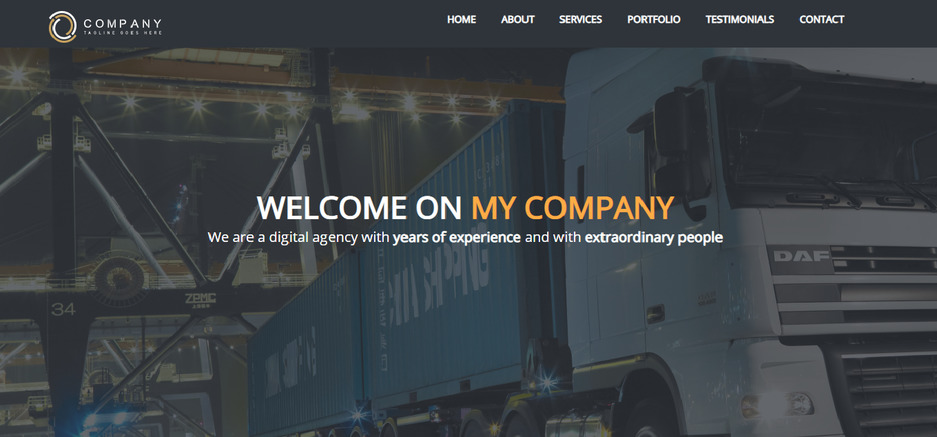 COMPANY
TAGLINE GOES HERE
HOME ABOUT SERVICES PORTFOLIO TESTIMONIALS CONTACT
WELCOME ON MY COMPANY
We are a digital agency with years of experience and with extraordinary people
DAF
34
ZPMC